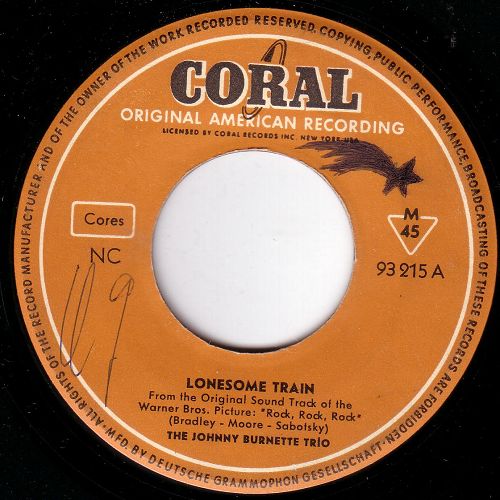 ALL RIGHTS OF THE RECORD MANUFACTURER AND OF THE OWNER OF THE WORK RECORDED RESERVED, COPYING, PUBLIC PERFORMANCE, BROADCASTING OF THESE RECORDS ARE FORBIDDEN
CORAL
ORIGINAL AMERICAN RECORDING
LICENSED BY CORAL RECORDS INC. NEW YORK USA
Cores
NC
M
45
93 215 A
LONESOME TRAIN
From the Original Sound Track of the
Warner Bros. Picture: "Rock, Rock, Rock"
(Bradley - Moore - Sabotsky)
THE JOHNNY BURNETTE TRÍO
· MFD BY DEUTSCHE GRAMMOPHON GESELLSCHAFT ·